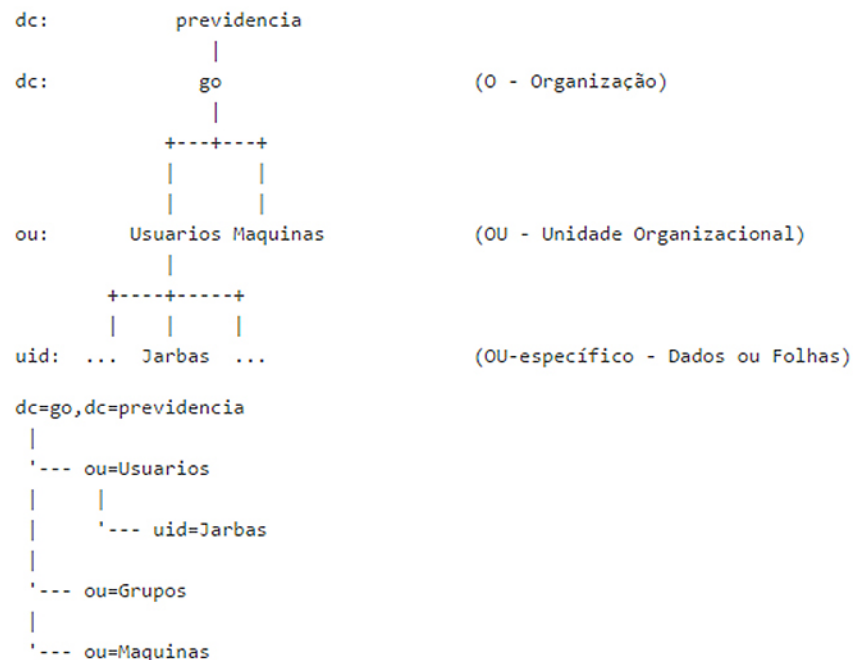 dc:             previdencia
                    |
dc:                go                         (O - Organização)
                    |
               +---+---+
               |       |
               |       |
ou:         Usuarios Maquinas             (OU - Unidade Organizacional)
               |
         +----+-----+
         |    |     |
uid:  ...  Jarbas  ...                    (OU-específico - Dados ou Folhas)
dc=go,dc=previdencia
 |
 '--- ou=Usuarios
 |     |
 |     '--- uid=Jarbas
 |
 '--- ou=Grupos
 |
 '--- ou=Maquinas